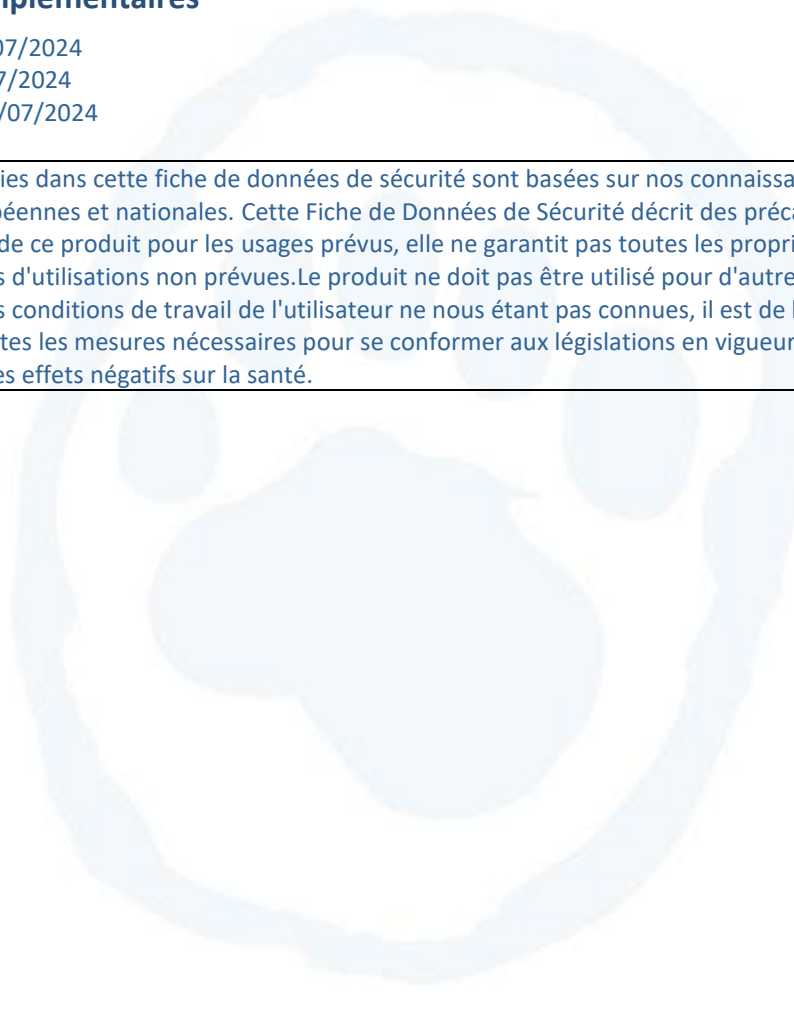 mplémentaires
07/2024
7/2024
/07/2024
ies dans cette fiche de données de sécurité sont basées sur nos connaissa
péennes et nationales. Cette Fiche de Données de Sécurité décrit des préca
de ce produit pour les usages prévus, elle ne garantit pas toutes les propri
s d'utilisations non prévues.Le produit ne doit pas être utilisé pour d'autre
s conditions de travail de l'utilisateur ne nous étant pas connues, il est de l
tes les mesures nécessaires pour se conformer aux législations en vigueur
es effets négatifs sur la santé.